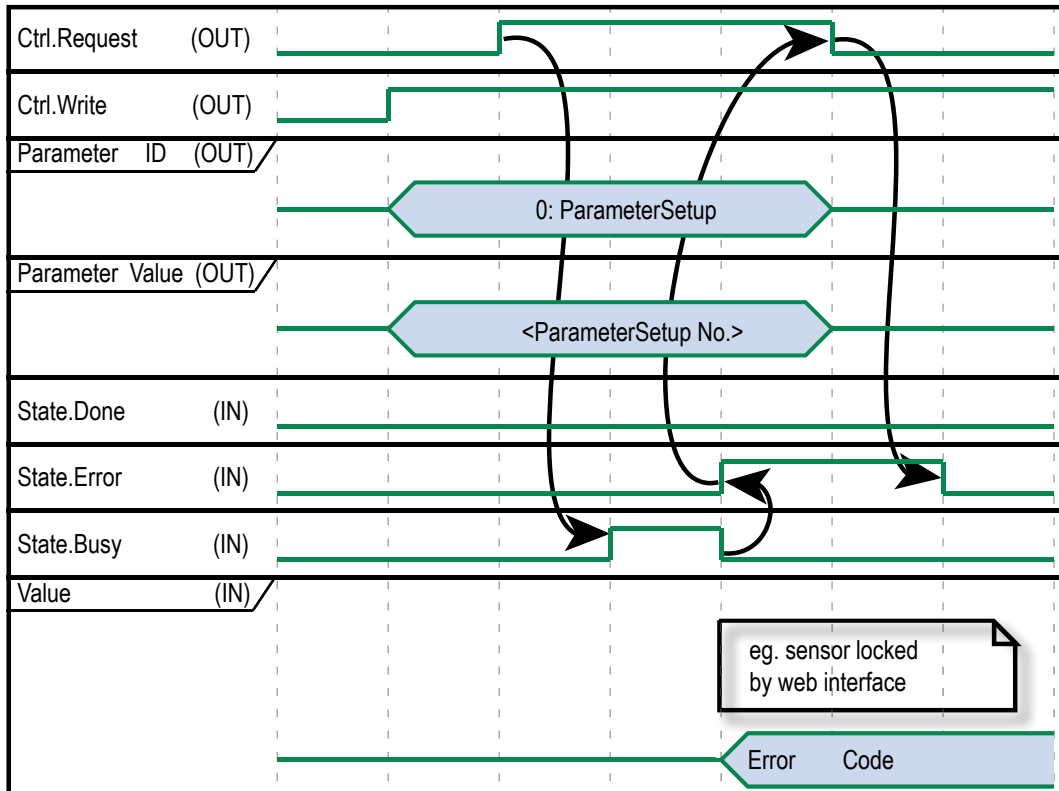 Ctrl.Request (OUT)
Ctrl.Write (OUT)
Parameter ID (OUT)
0: ParameterSetup
Parameter Value (OUT)
<ParameterSetup No.>
State.Done (IN)
State.Error (IN)
State.Busy (IN)
Value (IN)
eg. sensor locked
by web interface
Error Code